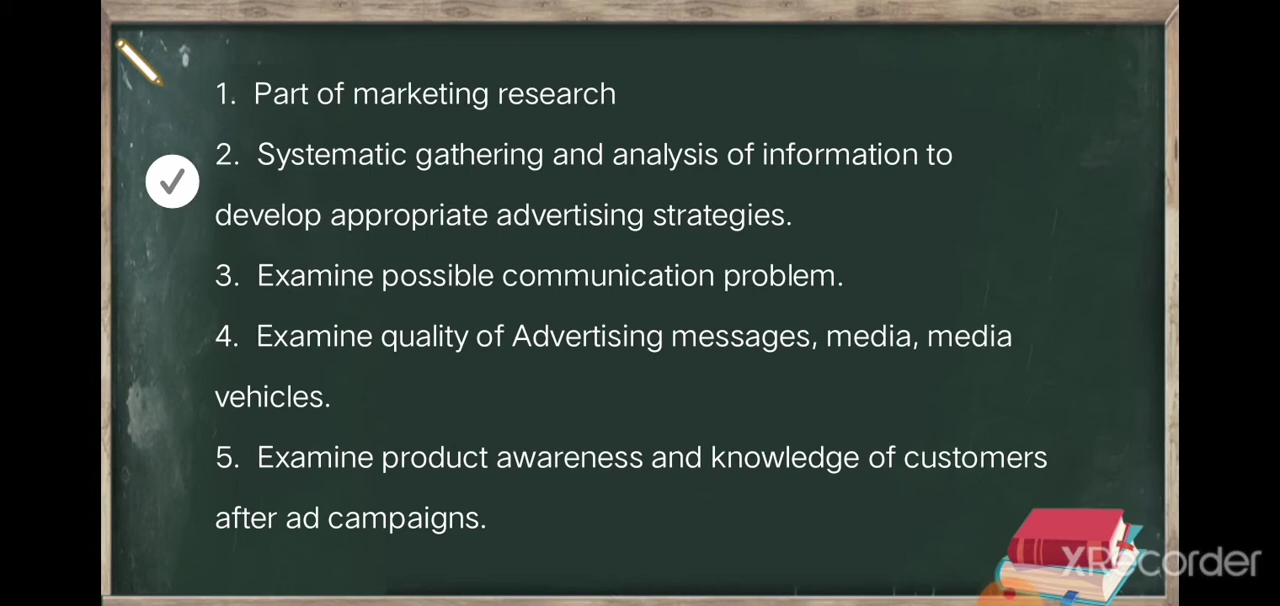 1. Part of marketing research
2. Systematic gathering and analysis of information to
develop appropriate advertising strategies.
3. Examine possible communication problem.
4. Examine quality of Advertising messages, media, media
vehicles.
5. Examine product awareness and knowledge of customers
after ad campaigns.
XRecorder